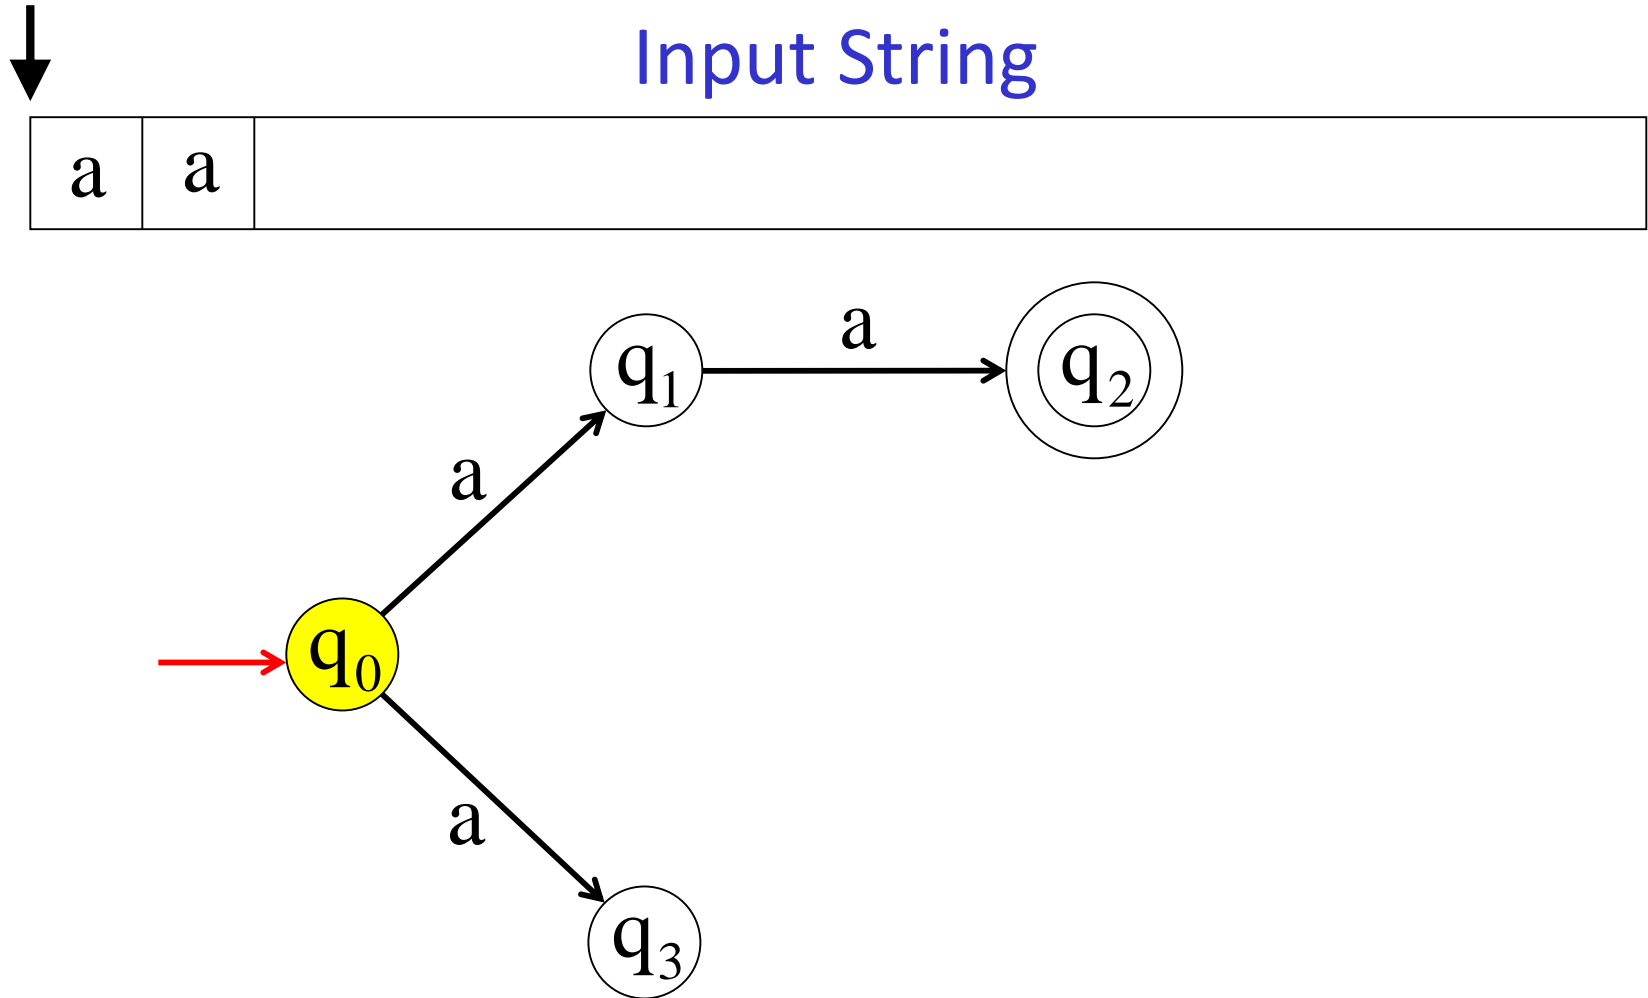 Input String
a a
a
q₁ q₂
a
q₀
a
q₃